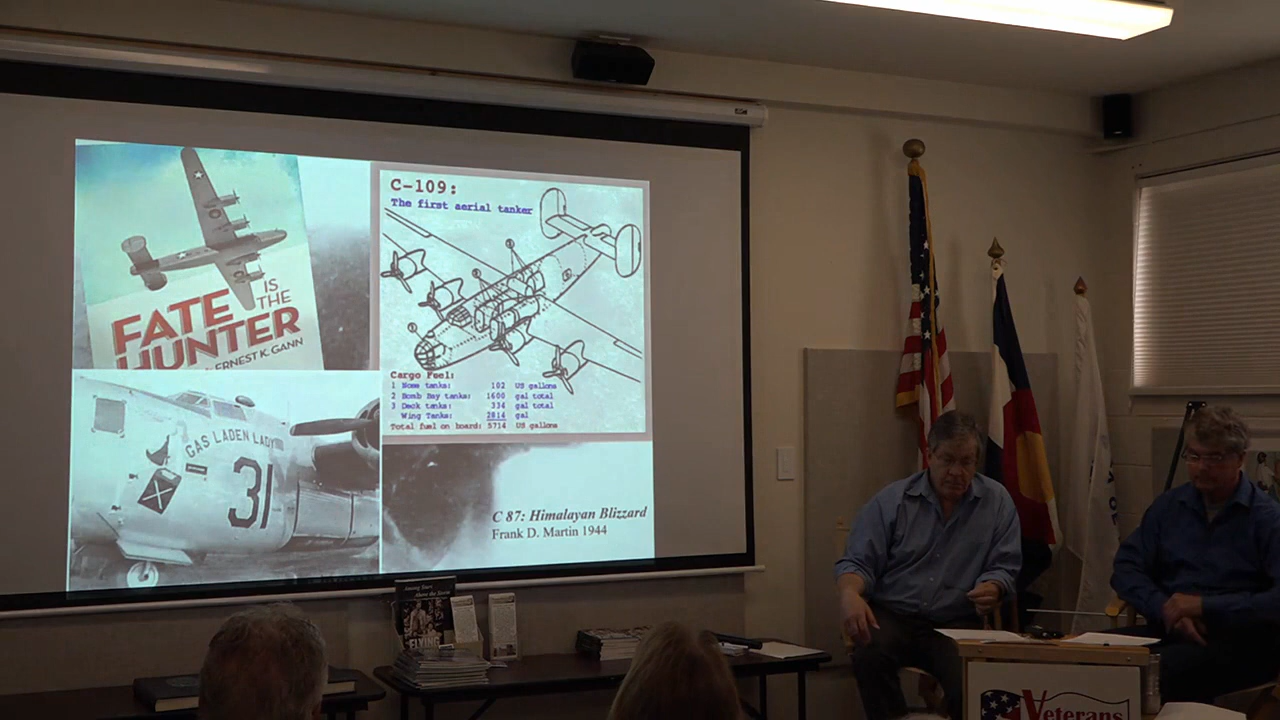 FATE
IS
THE
HUNTER
ERNEST K. GANN
C-109:
The first aerial tanker
Cargo Fuel:
1 Nose tanks: 102 US gallons
2 Bomb Bay tanks: 1600 gal total
3 Deck tanks: 334 gal total
Wing Tanks: 2814 gal
Total fuel on board: 5714 US gallons
GAS LADEN LADY
31
C 87: Himalayan Blizzard
Frank D. Martin 1944
FLYING
Veterans